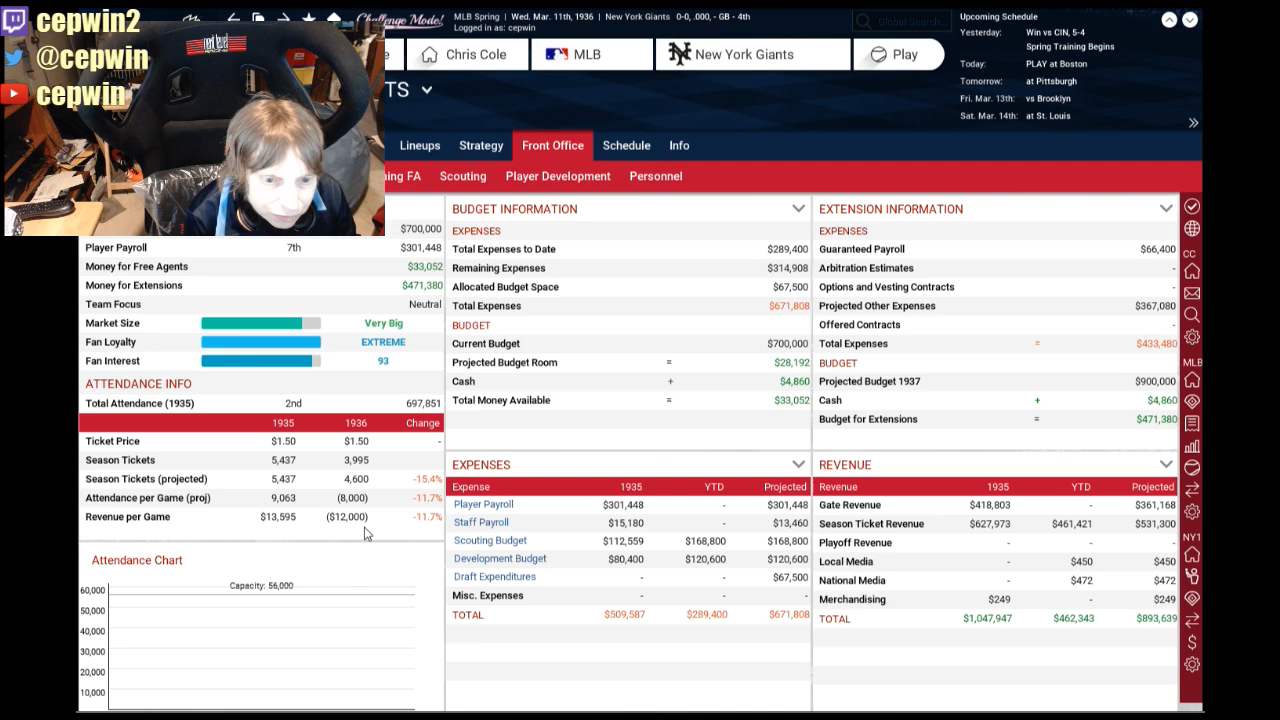 cepwin2
@cepwin
cepwin
Challenge Mode!
MLB Spring | Wed. Mar. 11th, 1936 | New York Giants 0-0, .000, - GB - 4th
Logged in as: cepwin
Global Search...
Upcoming Schedule
Yesterday: Win vs CIN, 5-4
Spring Training Begins
Today: PLAY at Boston
Tomorrow: at Pittsburgh
Fri. Mar. 13th: vs Brooklyn
Sat. Mar. 14th: at St. Louis
e Chris Cole MLB New York Giants Play
TS
Lineups Strategy Front Office Schedule Info
ning FA Scouting Player Development Personnel
$700,000
Player Payroll 7th $301,448
Money for Free Agents $33,052
Money for Extensions $471,380
Team Focus Neutral
Market Size Very Big
Fan Loyalty EXTREME
Fan Interest 93
ATTENDANCE INFO
Total Attendance (1935) 2nd 697,851
1935 1936 Change
Ticket Price $1.50 $1.50 -
Season Tickets 5,437 3,995
Season Tickets (projected) 5,437 4,600 -15.4%
Attendance per Game (proj) 9,063 (8,000) -11.7%
Revenue per Game $13,595 ($12,000) -11.7%
Attendance Chart
Capacity: 56,000
60,000
50,000
40,000
30,000
20,000
10,000
BUDGET INFORMATION
EXPENSES
Total Expenses to Date $289,400
Remaining Expenses $314,908
Allocated Budget Space $67,500
Total Expenses $671,808
BUDGET
Current Budget $700,000
Projected Budget Room = $28,192
Cash + $4,860
Total Money Available = $33,052
EXTENSION INFORMATION
EXPENSES
Guaranteed Payroll $66,400
Arbitration Estimates -
Options and Vesting Contracts -
Projected Other Expenses $367,080
Offered Contracts -
Total Expenses = $433,480
BUDGET
Projected Budget 1937 $900,000
Cash + $4,860
Budget for Extensions = $471,380
EXPENSES
Expense 1935 YTD Projected
Player Payroll $301,448 - $301,448
Staff Payroll $15,180 - $13,460
Scouting Budget $112,559 $168,800 $168,800
Development Budget $80,400 $120,600 $120,600
Draft Expenditures - - $67,500
Misc. Expenses - - -
TOTAL $509,587 $289,400 $671,808
REVENUE
Revenue 1935 YTD Projected
Gate Revenue $418,803 - $361,168
Season Ticket Revenue $627,973 $461,421 $531,300
Playoff Revenue - - -
Local Media - $450 $450
National Media - $472 $472
Merchandising $249 - $249
TOTAL $1,047,947 $462,343 $893,639
CC
MLB
NY1